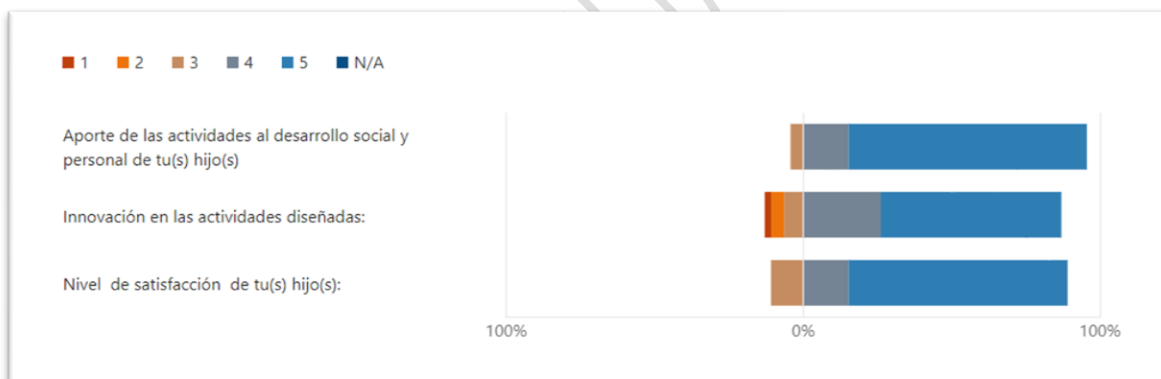 1 2 3 4 5 N/A
Aporte de las actividades al desarrollo social y
personal de tu(s) hijo(s)
Innovación en las actividades diseñadas:
Nivel de satisfacción de tu(s) hijo(s):
100% 0% 100%